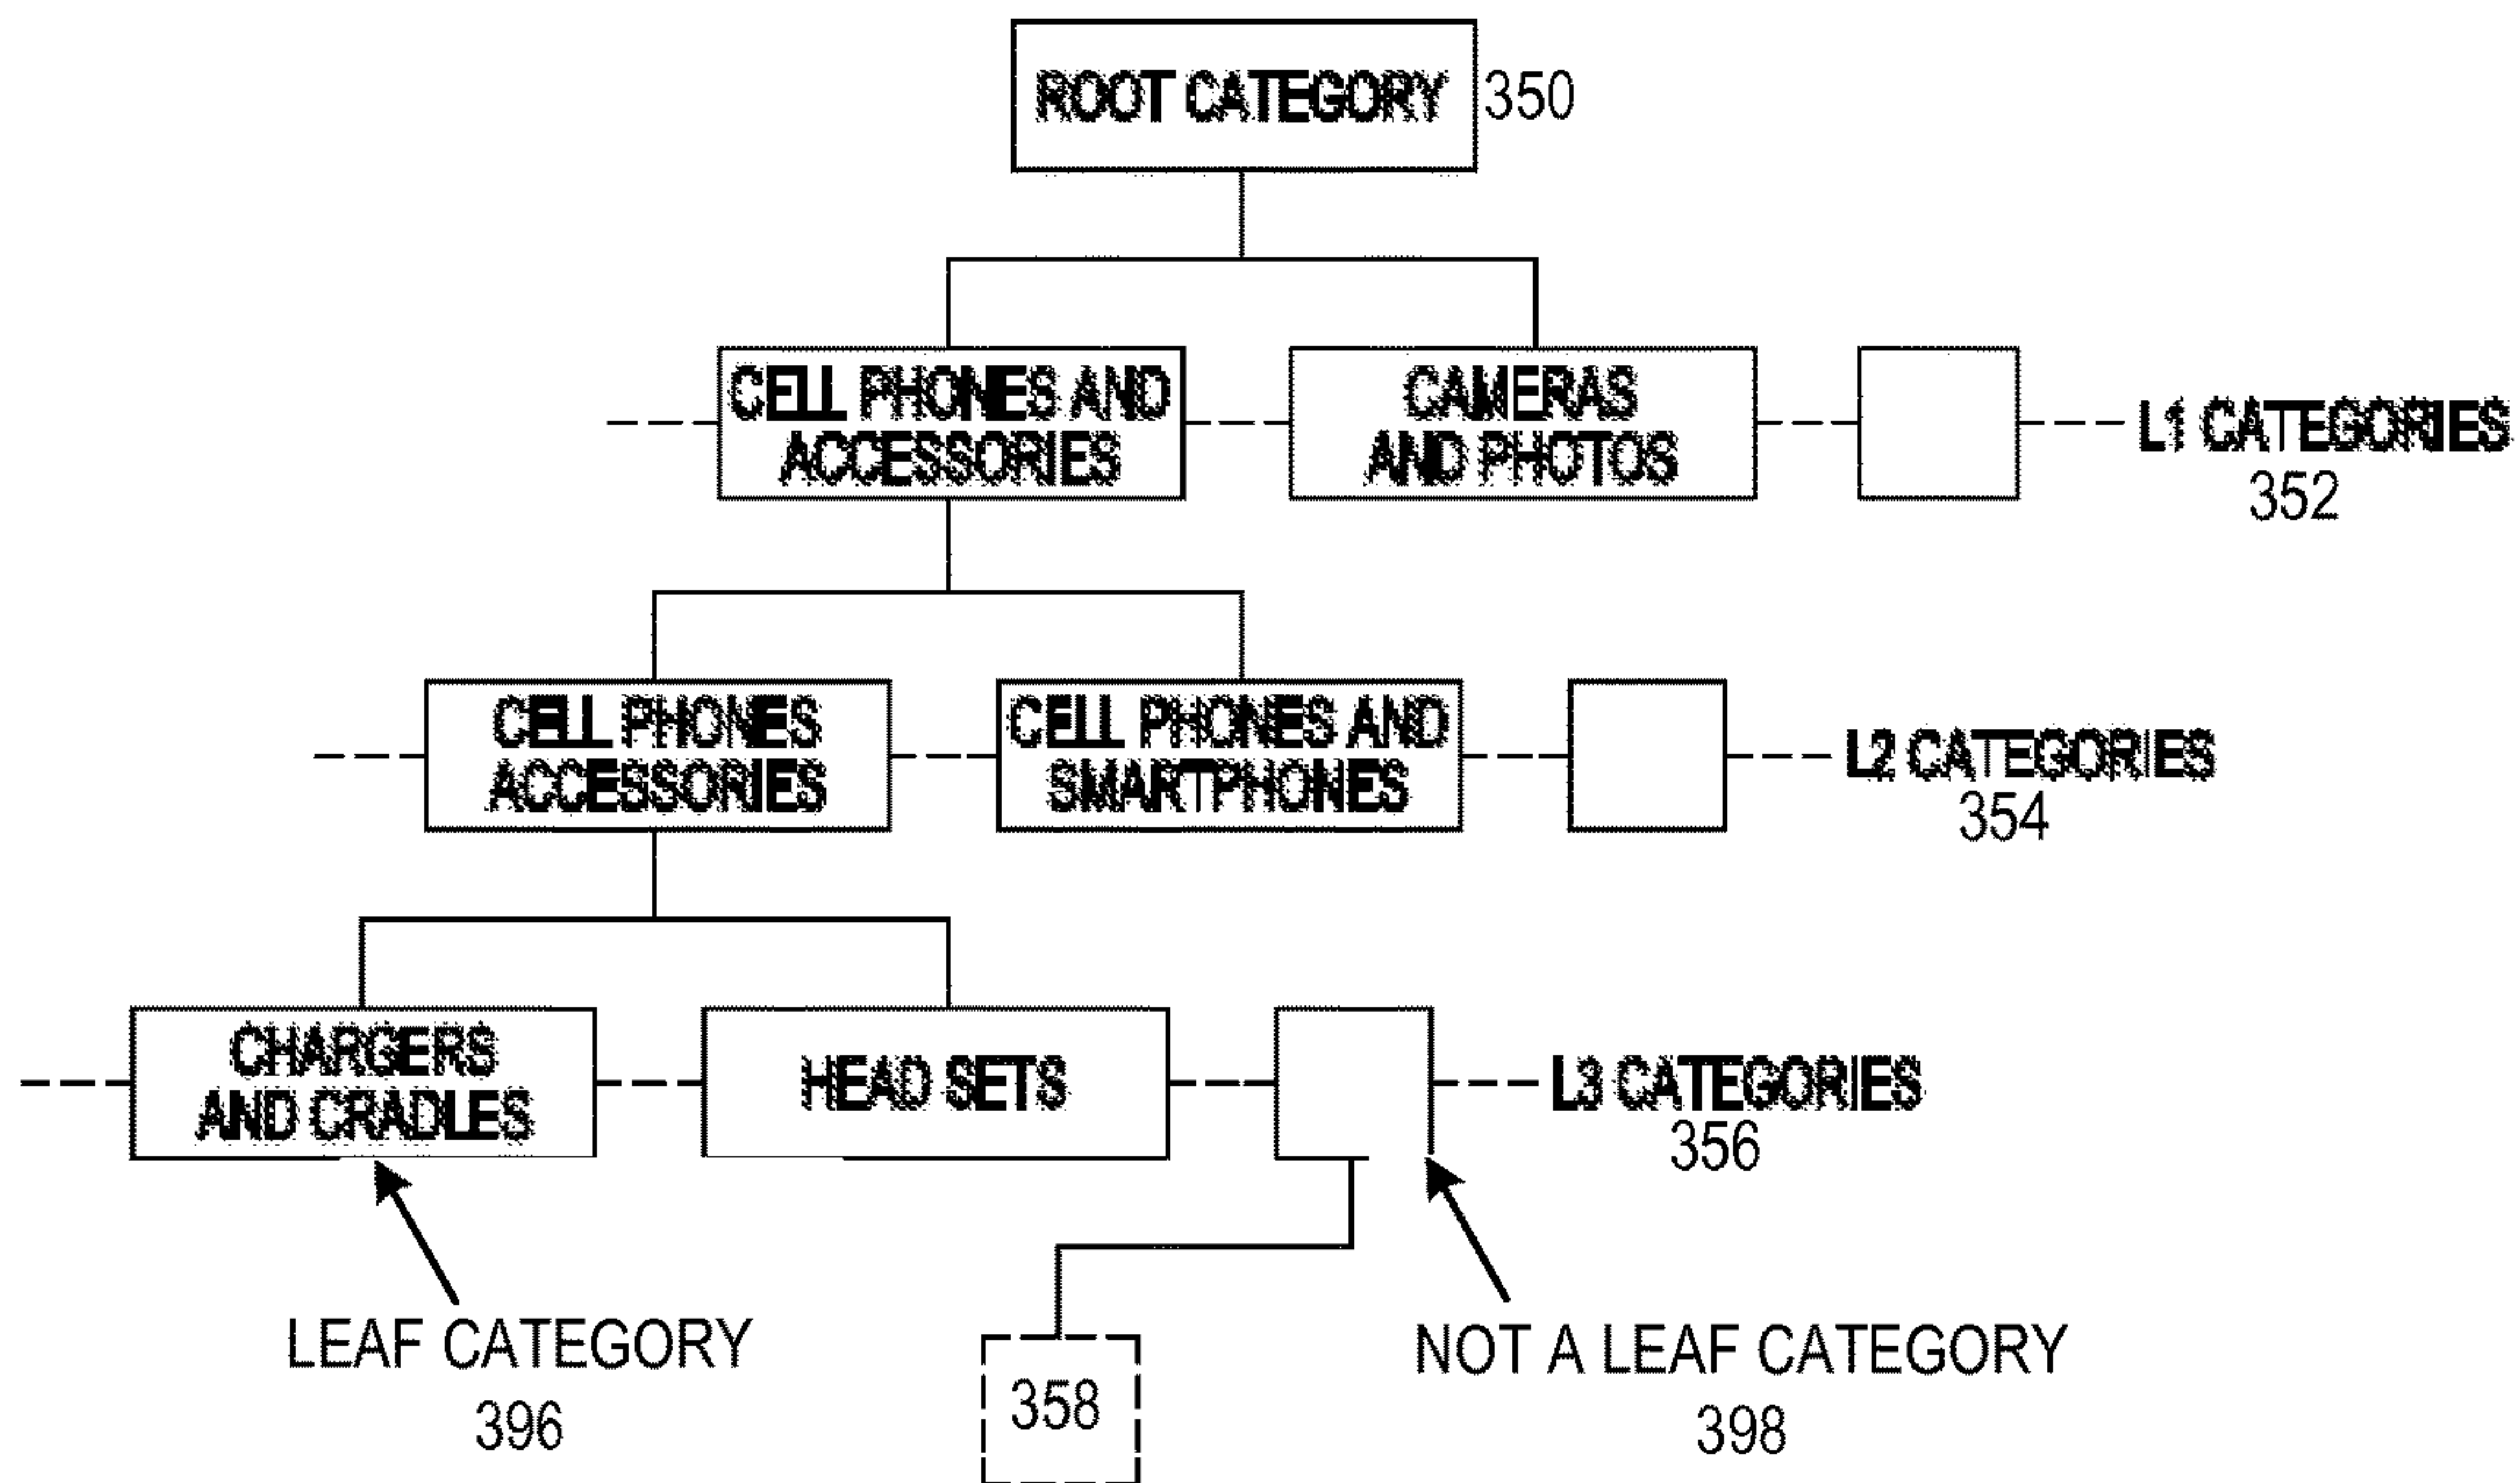 ROOT CATEGORY
350
CELL PHONES AND
ACCESSORIES
CAMERAS
AND PHOTOS
L1 CATEGORIES
352
CELL PHONES
ACCESSORIES
CELL PHONES AND
SMARTPHONES
L2 CATEGORIES
354
CHARGERS
AND CRADLES
HEAD SETS
L3 CATEGORIES
356
LEAF CATEGORY
396
358
NOT A LEAF CATEGORY
398